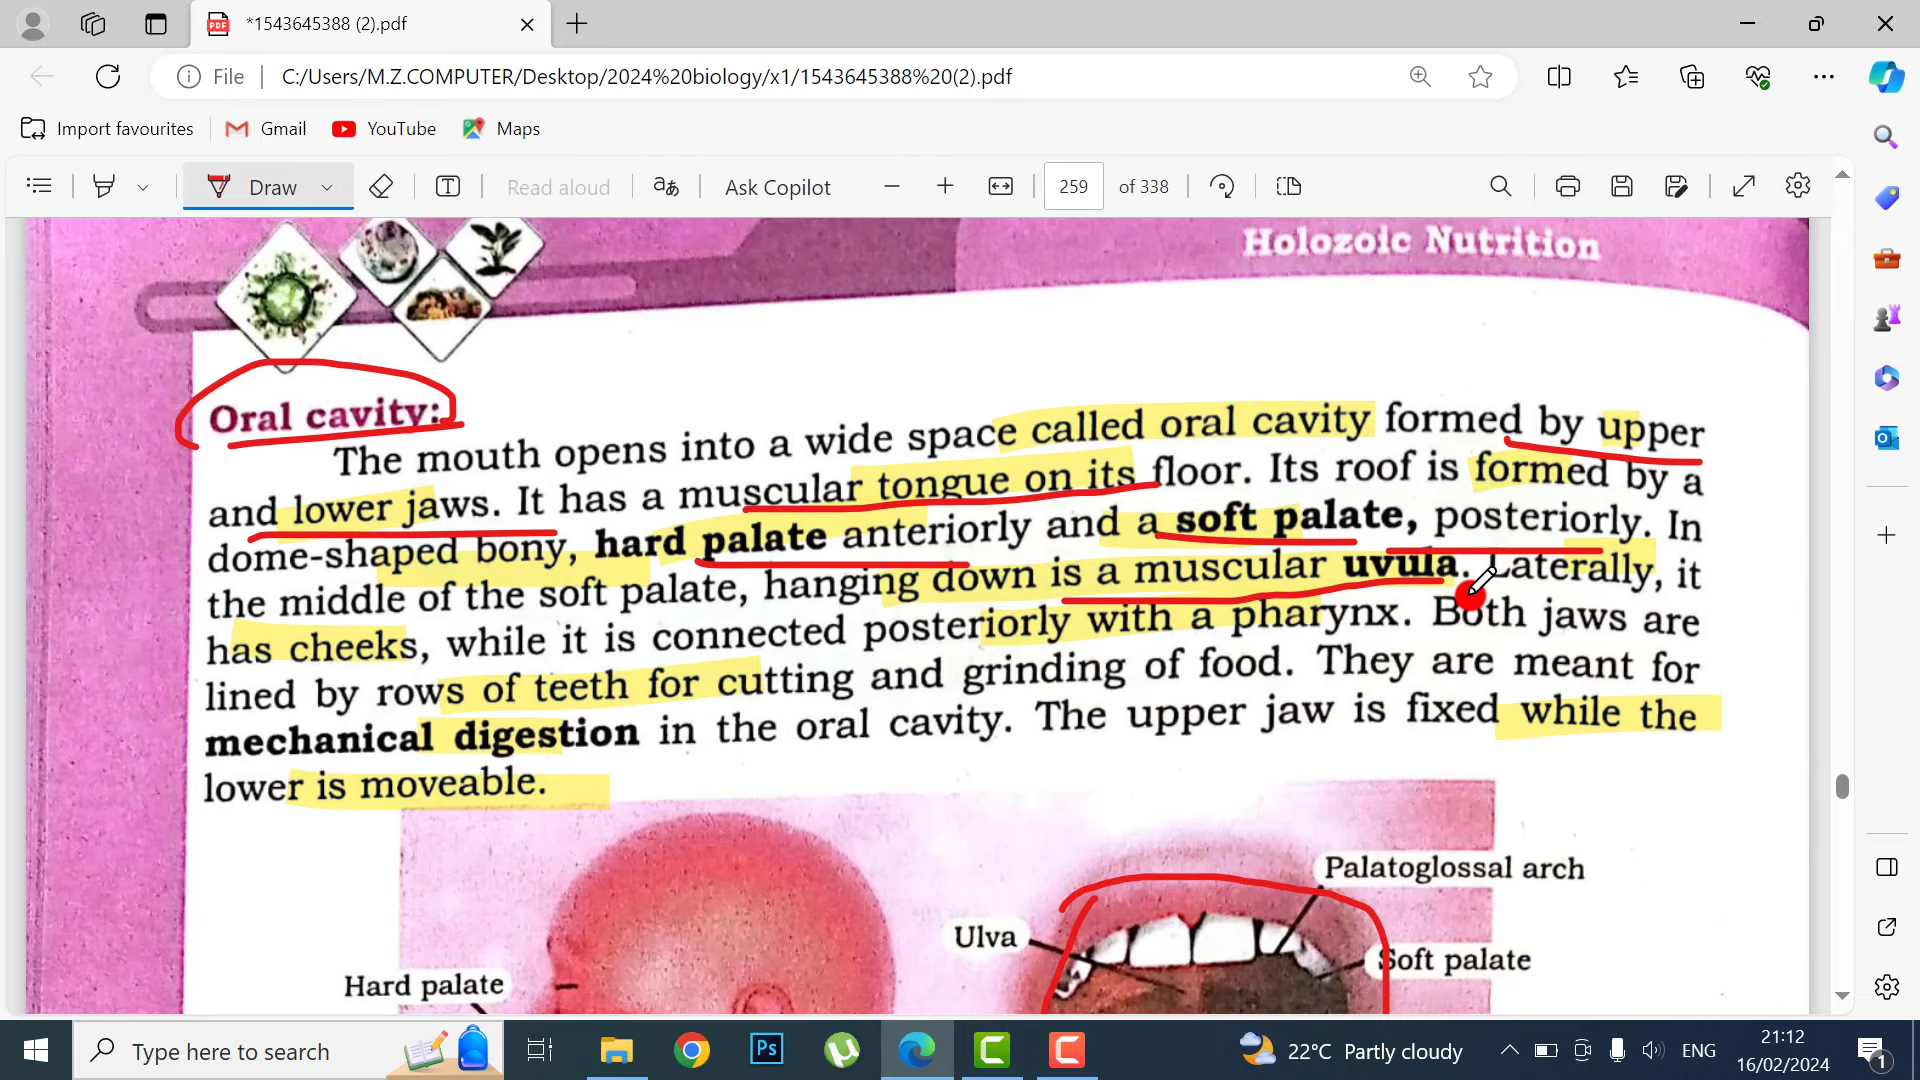 *1543645388 (2).pdf
File
C:/Users/M.Z.COMPUTER/Desktop/2024%20biology/x1/1543645388%20(2).pdf
Import favourites
Gmail
YouTube
Maps
Draw
Read aloud
Ask Copilot
259
of 338
Holozoic Nutrition
Oral cavity:
The mouth opens into a wide space called oral cavity formed by upper
and lower jaws. It has a muscular tongue on its floor. Its roof is formed by a
dome-shaped bony, hard palate anteriorly and a soft palate, posteriorly. In
the middle of the soft palate, hanging down is a muscular uvula. Laterally, it
has cheeks, while it is connected posteriorly with a pharynx. Both jaws are
lined by rows of teeth for cutting and grinding of food. They are meant for
mechanical digestion in the oral cavity. The upper jaw is fixed while the
lower is moveable.
Palatoglossal arch
Ulva
Soft palate
Hard palate
Type here to search
Ps
22°C Partly cloudy
ENG
21:12
16/02/2024
1